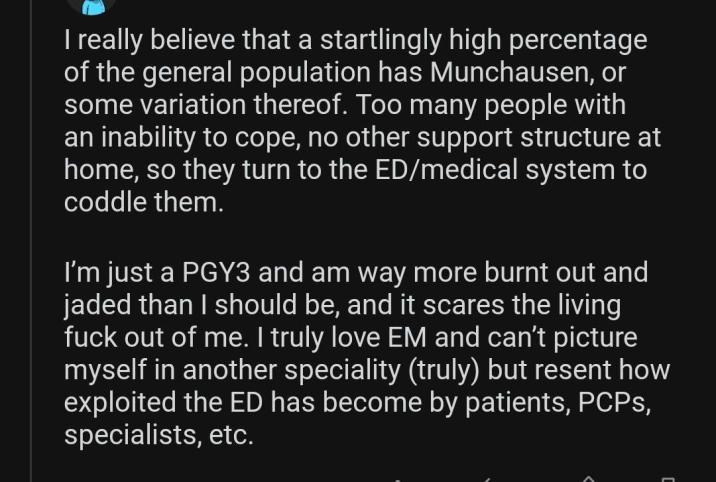 I really believe that a startlingly high percentage
of the general population has Munchausen, or
some variation thereof. Too many people with
an inability to cope, no other support structure at
home, so they turn to the ED/medical system to
coddle them.
I'm just a PGY3 and am way more burnt out and
jaded than I should be, and it scares the living
fuck out of me. I truly love EM and can't picture
myself in another speciality (truly) but resent how
exploited the ED has become by patients, PCPs,
specialists, etc.